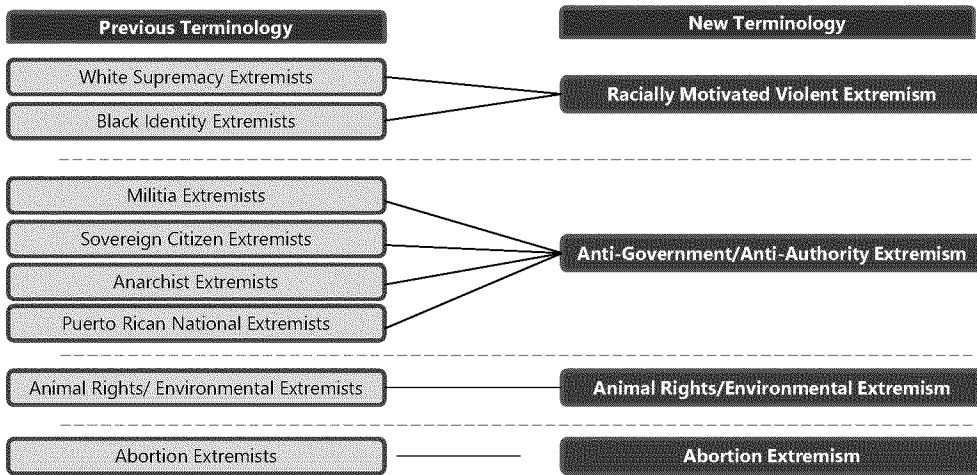 Previous Terminology
New Terminology
White Supremacy Extremists
Black Identity Extremists
Racially Motivated Violent Extremism
Militia Extremists
Sovereign Citizen Extremists
Anarchist Extremists
Puerto Rican National Extremists
Anti-Government/Anti-Authority Extremism
Animal Rights/ Environmental Extremists
Animal Rights/Environmental Extremism
Abortion Extremists
Abortion Extremism